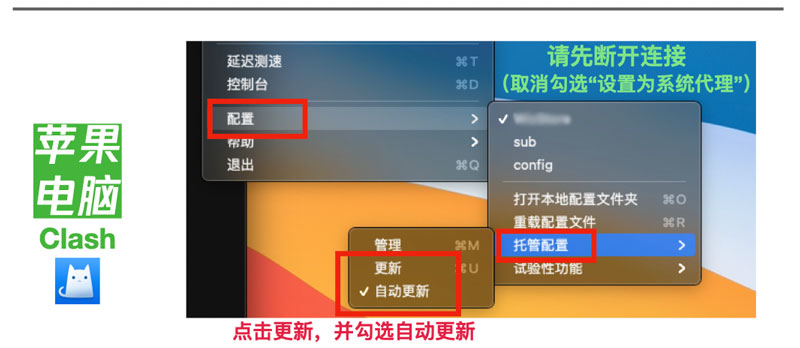 苹果
电脑
Clash
请先断开连接
（取消勾选“设置为系统代理”）
延迟测速 ⌘T
控制台 ⌘D
配置
帮助
退出 ⌘Q
sub
config
打开本地配置文件夹 ⌘O
重载配置文件 ⌘R
托管配置
试验性功能
管理 ⌘M
更新 ⌘U
✓ 自动更新
点击更新，并勾选自动更新